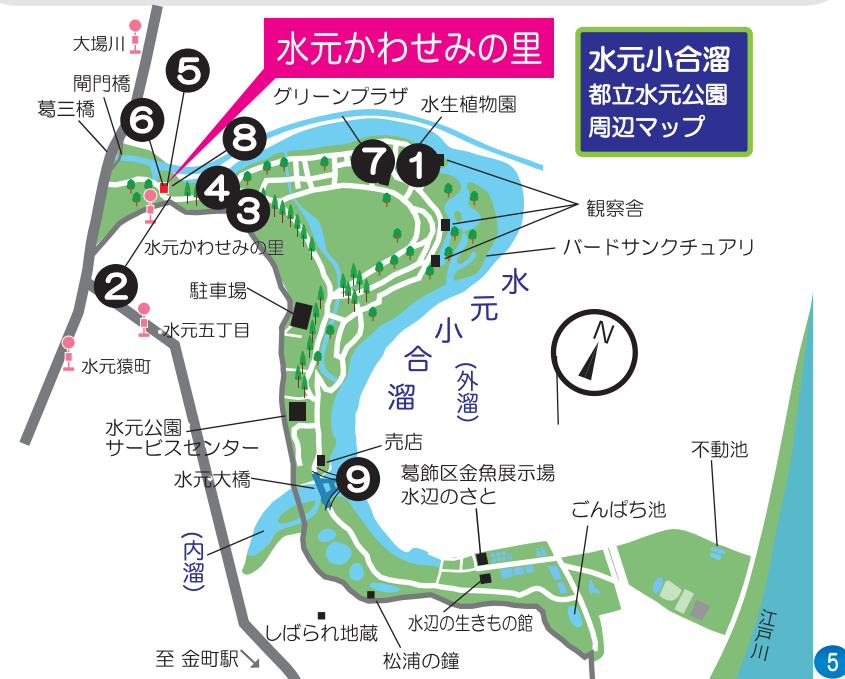 水元小合溜
都立水元公園
周辺マップ
水元かわせみの里
大場川
閘門橋
葛三橋
⑤
⑥
⑧
グリーンプラザ
水生植物園
⑦
①
④
③
②
観察舎
バードサンクチュアリ
水元かわせみの里
駐車場
水元五丁目
水元猿町
水元小合溜
(外溜)
N
水元公園
サービスセンター
売店
水元大橋
⑨
葛飾区金魚展示場
水辺のさと
不動池
ごんぱち池
(内溜)
しばられ地蔵
松浦の鐘
水辺の生きもの館
江戸川
至 金町駅
5